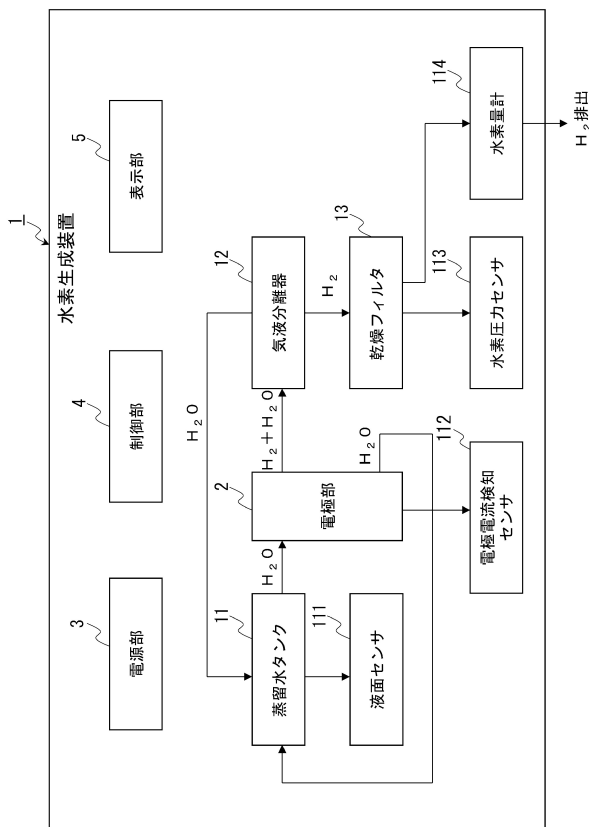 1
水素生成装置
3
電源部
4
制御部
5
表示部
H₂O
11
蒸留水タンク
H₂O
2
電極部
H₂＋H₂O
12
気液分離器
111
液面センサ
H₂O
H₂
13
乾燥フィルタ
112
電極電流検知
センサ
113
水素圧力センサ
114
水素量計
H₂排出